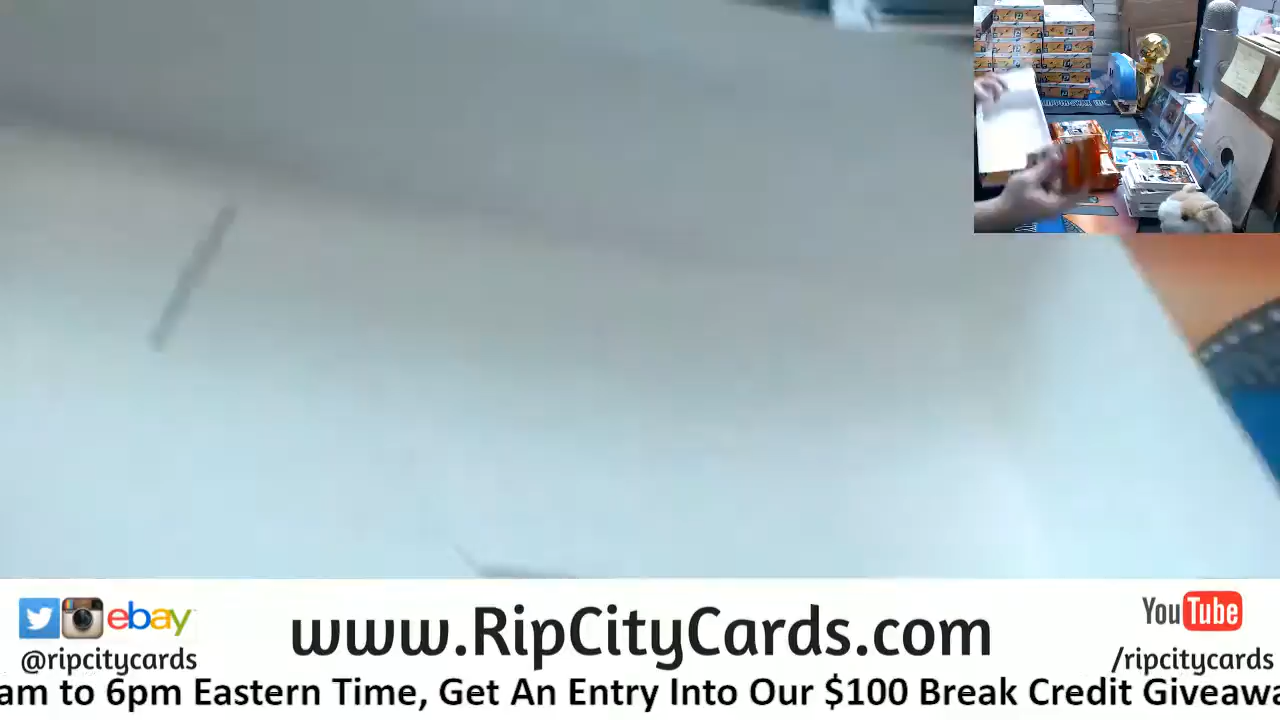 ebay
@ripcitycards
www.RipCityCards.com
YouTube
/ripcitycards
am to 6pm Eastern Time, Get An Entry Into Our $100 Break Credit Giveawa